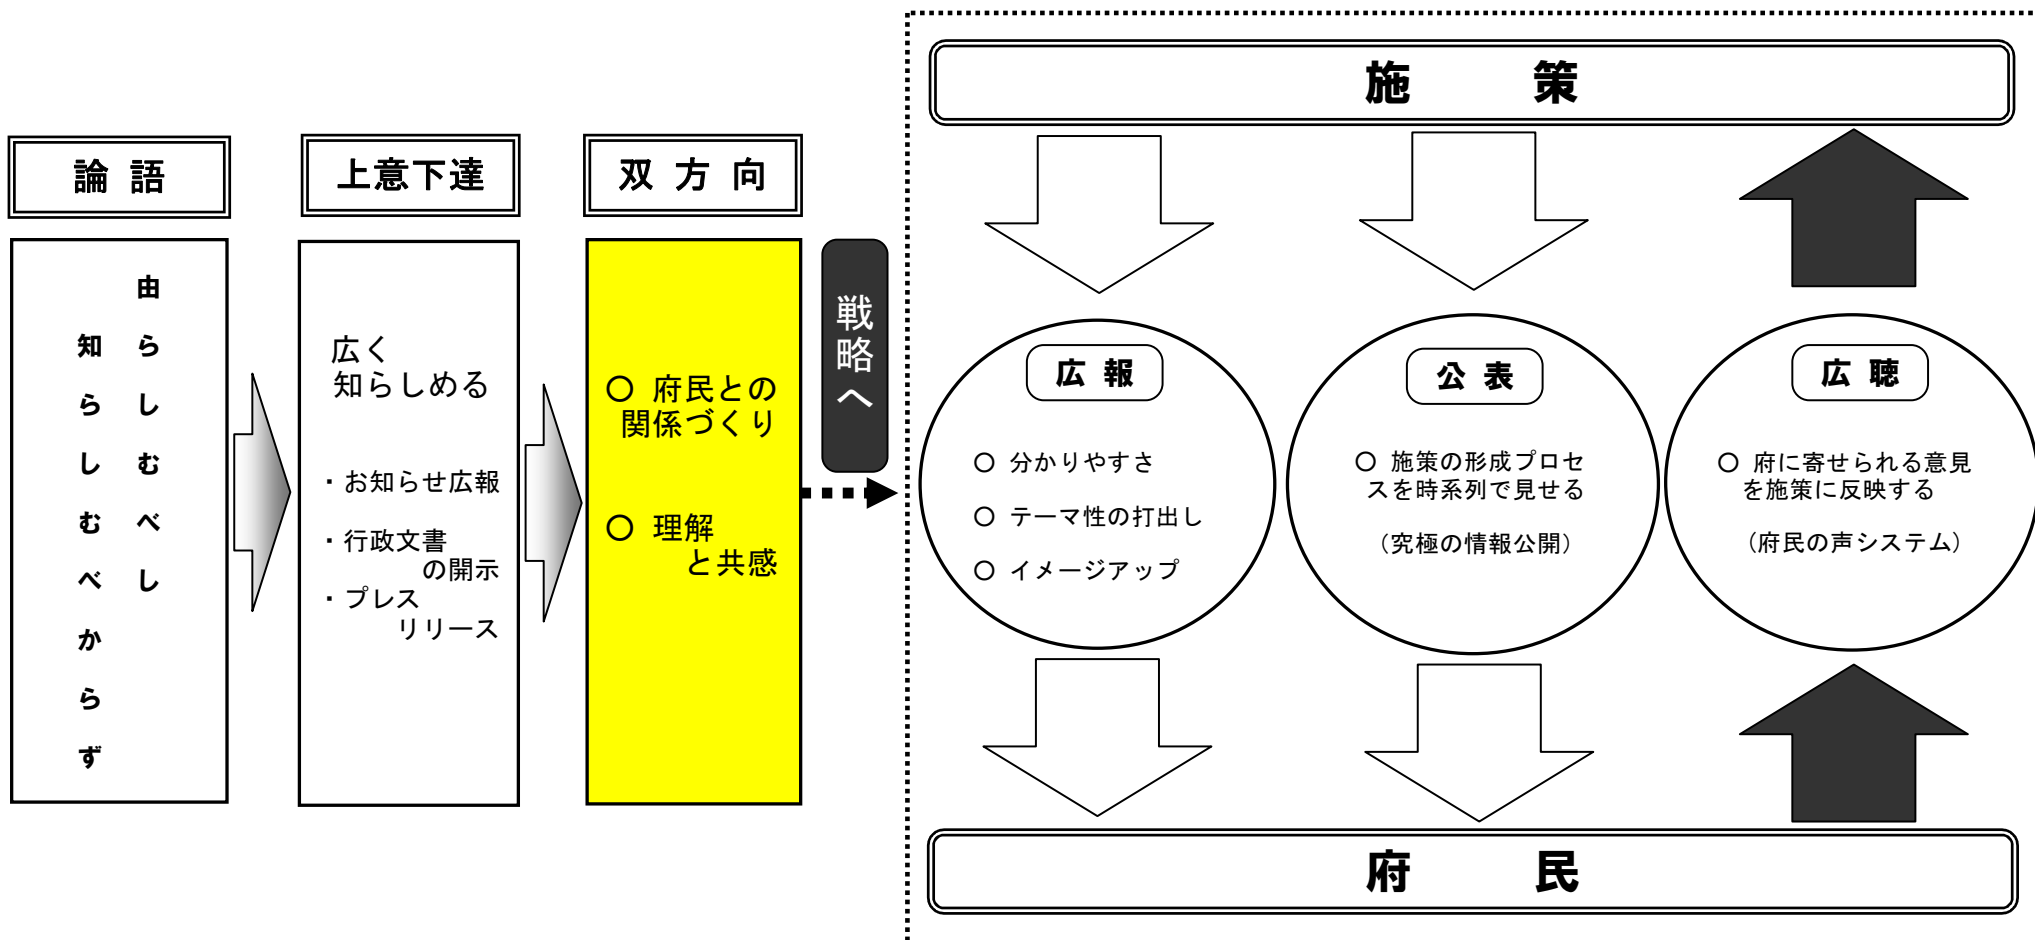 論語
由らしむべし
知らしむべからず
上意下達
広く
知らしめる
・お知らせ広報
・行政文書
の開示
・プレス
リリース
双方向
○ 府民との
関係づくり
○ 理解
と共感
戦略へ
施策
広報
○ 分かりやすさ
○ テーマ性の打出し
○ イメージアップ
公表
○ 施策の形成プロセ
スを時系列で見せる
（究極の情報公開）
広聴
○ 府に寄せられる意見
を施策に反映する
（府民の声システム）
府民